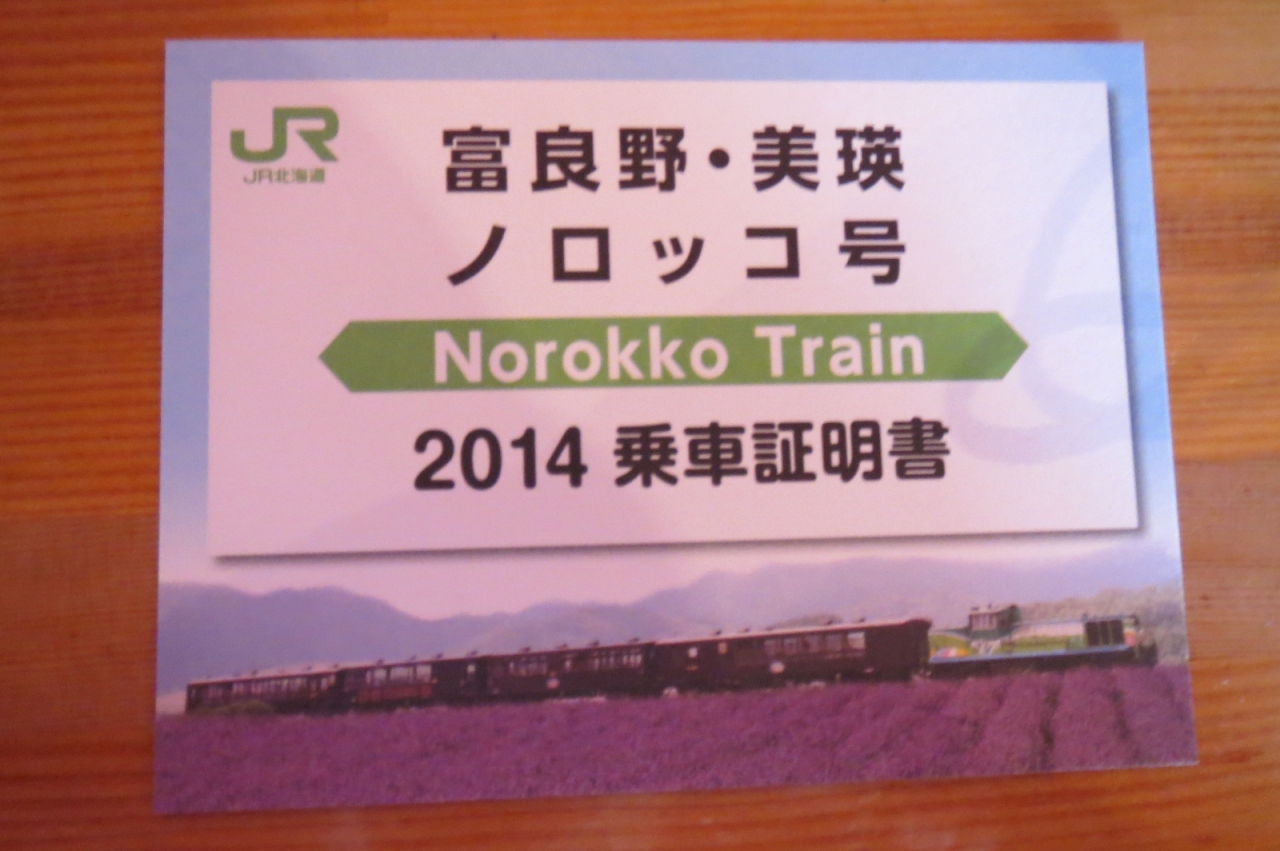 JR
JR北海道
富良野・美瑛
ノロッコ号
Norokko Train
2014 乗車証明書